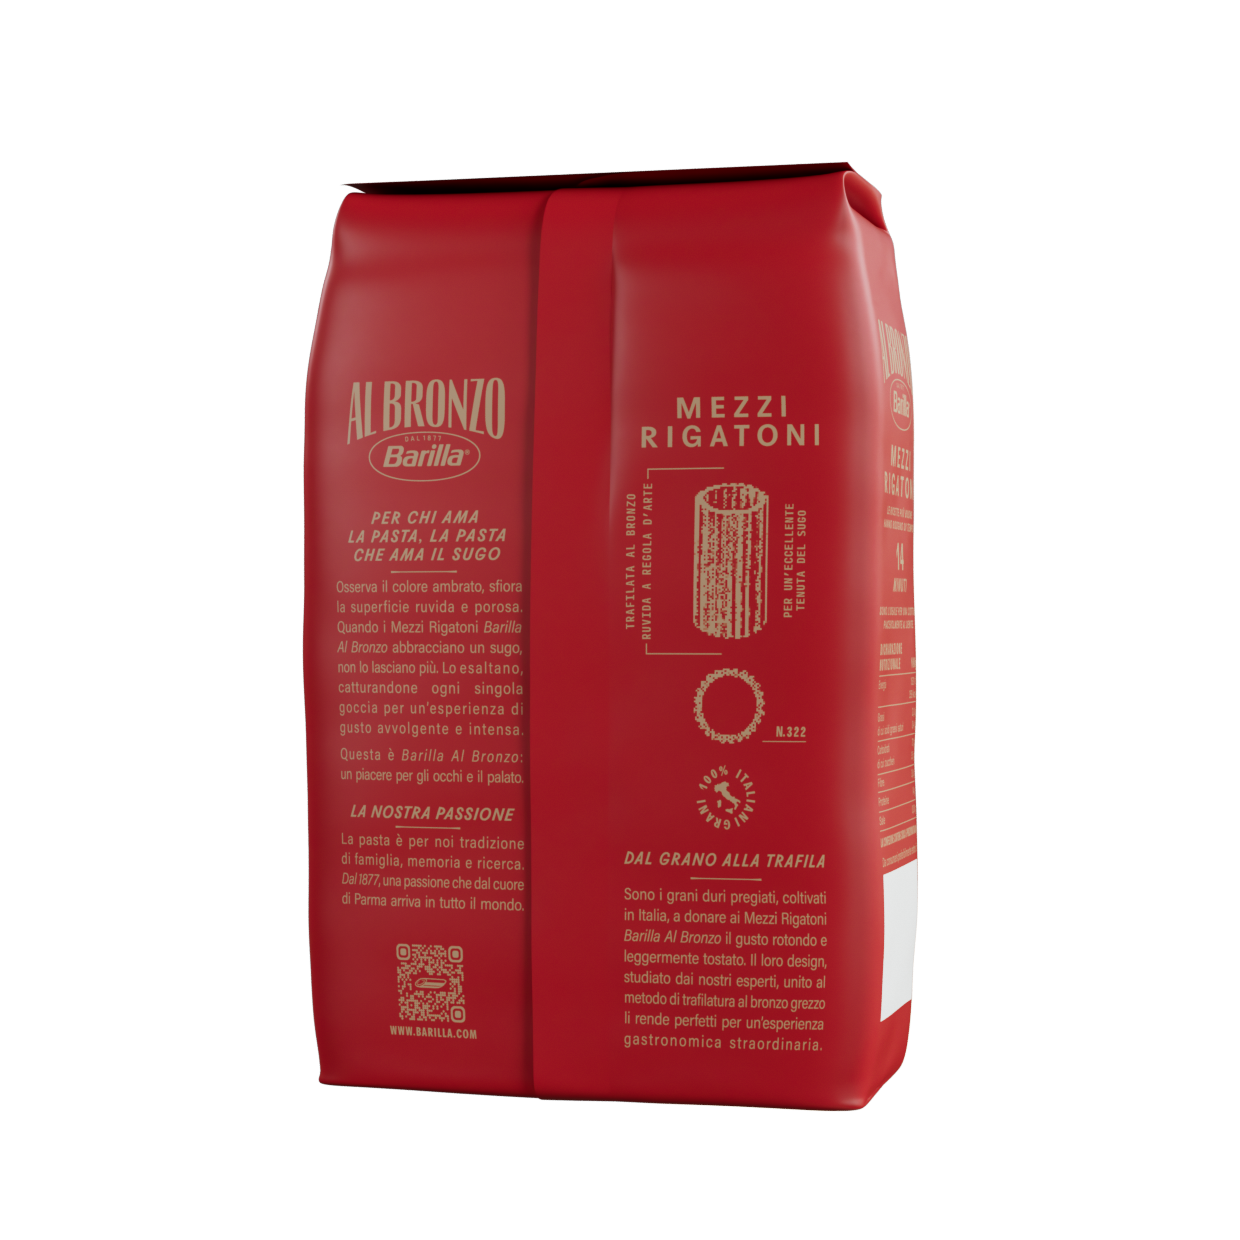 AL BRONZO
DAL 1877
Barilla®
PER CHI AMA
LA PASTA, LA PASTA
CHE AMA IL SUGO
Osserva il colore ambrato, sfiora
la superficie ruvida e porosa.
Quando i Mezzi Rigatoni Barilla
Al Bronzo abbracciano un sugo,
non lo lasciano più. Lo esaltano,
catturandone ogni singola
goccia per un'esperienza di
gusto avvolgente e intensa.
Questa è Barilla Al Bronzo:
un piacere per gli occhi e il palato.
LA NOSTRA PASSIONE
La pasta è per noi tradizione
di famiglia, memoria e ricerca.
Dal 1877, una passione che dal cuore
di Parma arriva in tutto il mondo.
WWW.BARILLA.COM
MEZZI
RIGATONI
TRAFILATA AL BRONZO
RUVIDA A REGOLA D'ARTE
PER UN'ECCELLENTE
TENUTA DEL SUGO
N.322
100% ITALIANI GRANI
DAL GRANO ALLA TRAFILA
Sono i grani duri pregiati, coltivati
in Italia, a donare ai Mezzi Rigatoni
Barilla Al Bronzo il gusto rotondo e
leggermente tostato. Il loro design,
studiato dai nostri esperti, unito al
metodo di trafilatura al bronzo grezzo
li rende perfetti per un'esperienza
gastronomica straordinaria.
AL BRONZO
Barilla
MEZZI
RIGATONI
14
MINUTI